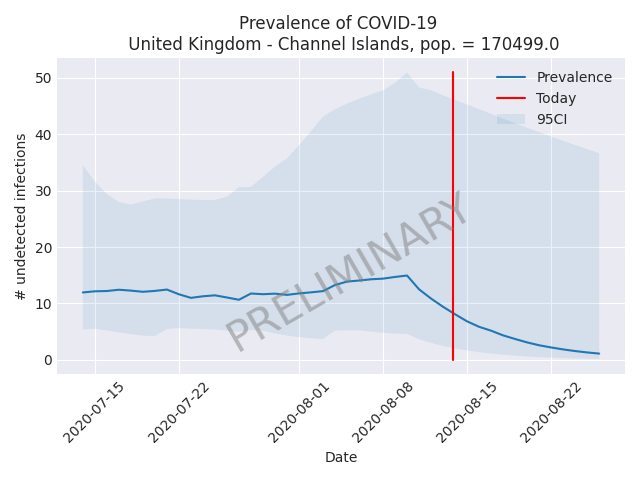 Prevalence of COVID-19
United Kingdom - Channel Islands, pop. = 170499.0
# undetected infections
50
40
30
20
10
0
Prevalence
Today
95CI
PRELIMINARY
2020-07-15
2020-07-22
2020-08-01
2020-08-08
2020-08-15
2020-08-22
Date